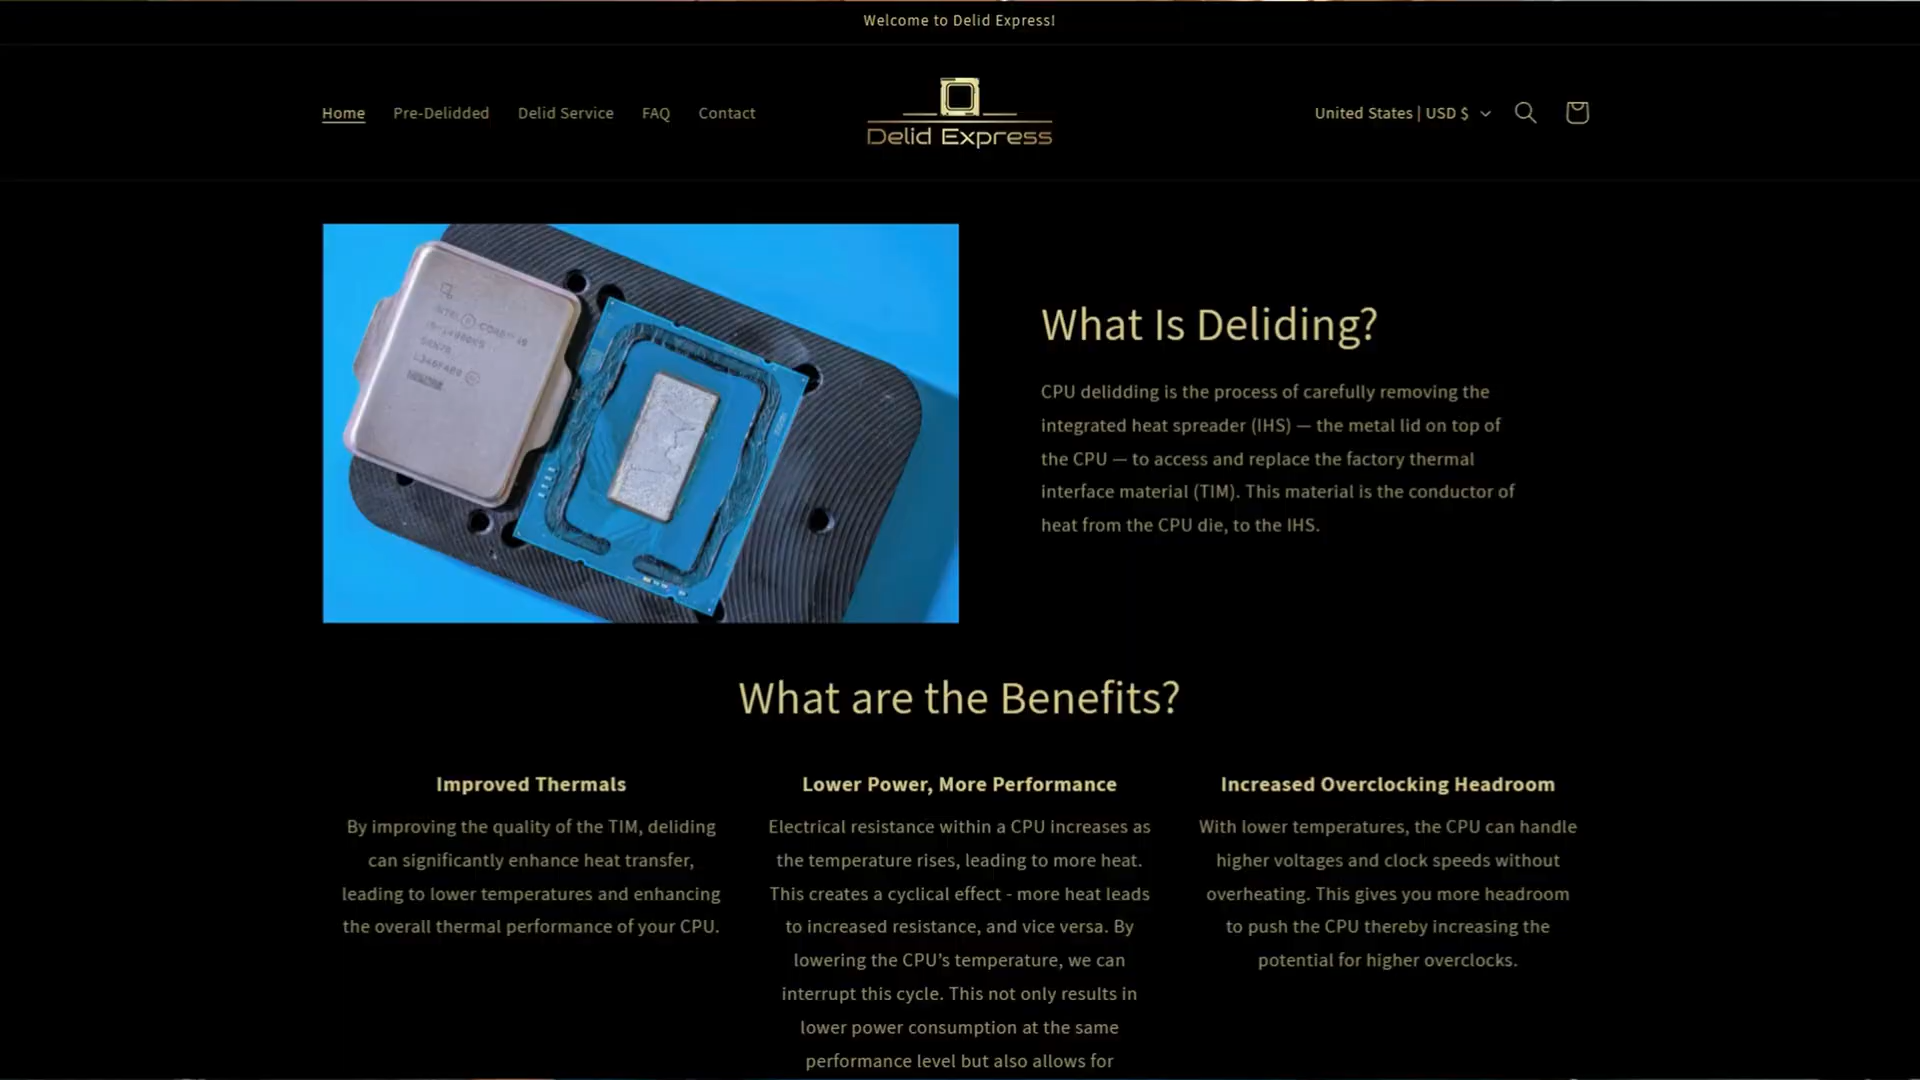 Welcome to Delid Express!
Home Pre-Delidded Delid Service FAQ Contact
Delid Express
United States | USD $
INTEL CORE i9
What Is Deliding?
CPU delidding is the process of carefully removing the
integrated heat spreader (IHS) — the metal lid on top of
the CPU — to access and replace the factory thermal
interface material (TIM). This material is the conductor of
heat from the CPU die, to the IHS.
What are the Benefits?
Improved Thermals
By improving the quality of the TIM, deliding
can significantly enhance heat transfer,
leading to lower temperatures and enhancing
the overall thermal performance of your CPU.
Lower Power, More Performance
Electrical resistance within a CPU increases as
the temperature rises, leading to more heat.
This creates a cyclical effect - more heat leads
to increased resistance, and vice versa. By
lowering the CPU’s temperature, we can
interrupt this cycle. This not only results in
lower power consumption at the same
performance level but also allows for
Increased Overclocking Headroom
With lower temperatures, the CPU can handle
higher voltages and clock speeds without
overheating. This gives you more headroom
to push the CPU thereby increasing the
potential for higher overclocks.